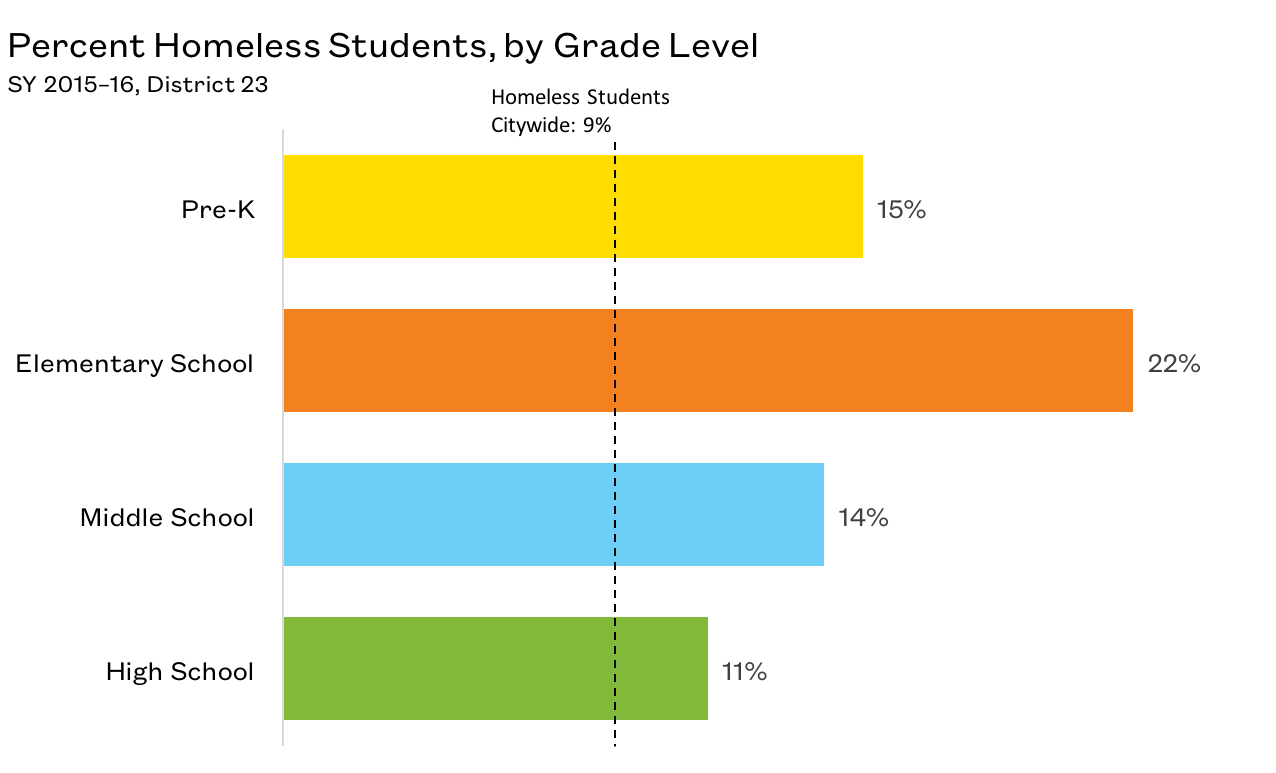 Percent Homeless Students, by Grade Level
SY 2015–16, District 23
Homeless Students
Citywide: 9%
Pre-K
15%
Elementary School
22%
Middle School
14%
High School
11%